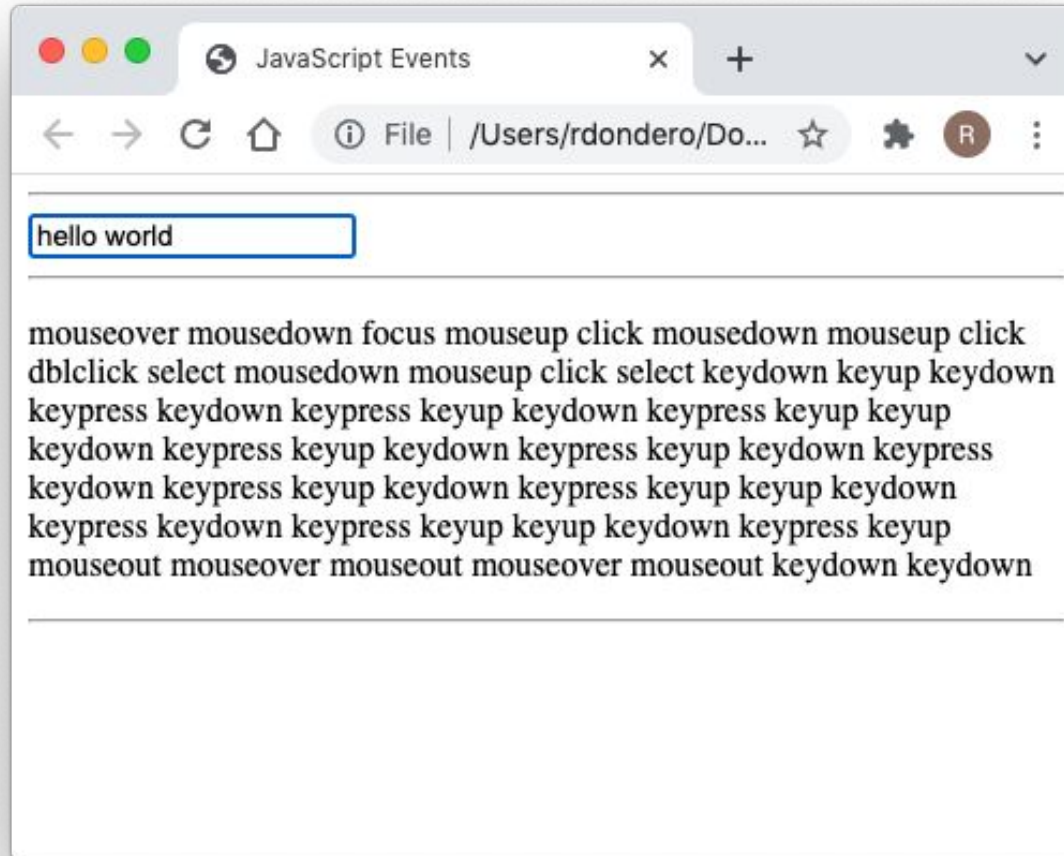 JavaScript Events
File /Users/rdondero/Do... R
hello world
mouseover mousedown focus mouseup click mousedown mouseup click
dblclick select mousedown mouseup click select keydown keyup keydown
keypress keydown keypress keyup keydown keypress keyup keyup
keydown keypress keyup keydown keypress keyup keydown keypress
keydown keypress keyup keydown keypress keyup keyup keydown
keypress keydown keypress keyup keyup keydown keypress keyup
mouseout mouseover mouseout mouseover mouseout keydown keydown